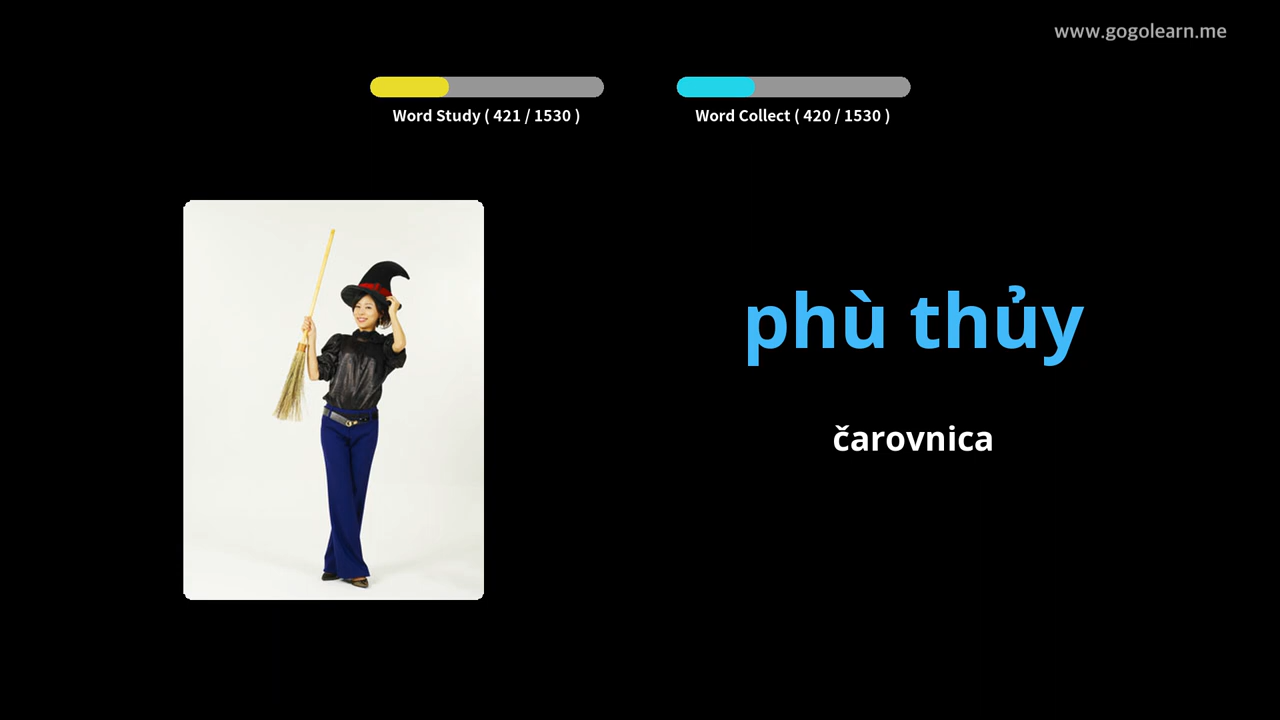 www.gogolearn.me
Word Study ( 421 / 1530 )
Word Collect ( 420 / 1530 )
phù thủy
čarovnica